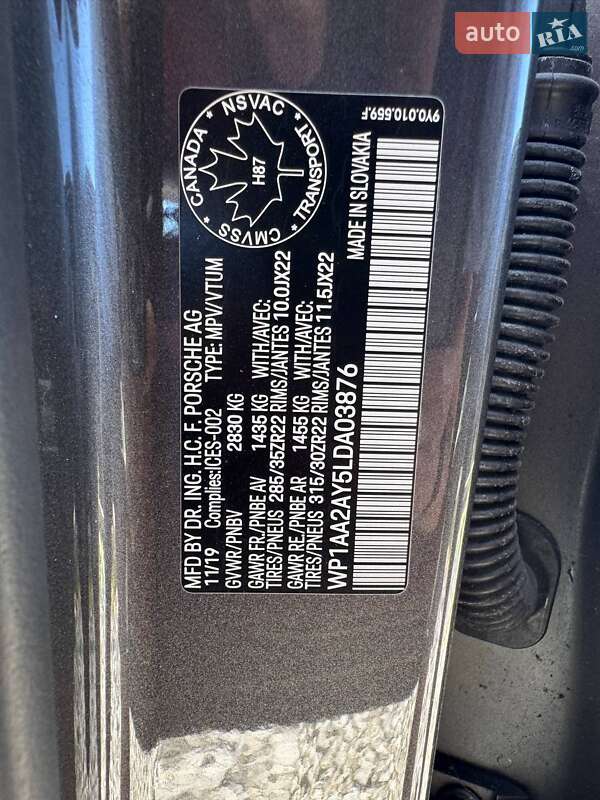 auto RIA.com
CANADA NSVAC TRANSPORT CMVSS
H87
9Y0.010.559.F
MADE IN SLOVAKIA
MFD BY DR. ING. H.C. F. PORSCHE AG
11/19 Complies:ICES-002 TYPE: MPV/VTUM
GVWR/PNBV 2830 KG
GAWR FR./PNBE AV 1435 KG WITH/AVEC:
TIRES/PNEUS 285/35ZR22 RIMS/JANTES 10.0JX22
GAWR RE./PNBE AR 1455 KG WITH/AVEC:
TIRES/PNEUS 315/30ZR22 RIMS/JANTES 11.5JX22
WP1AA2AY5LDA03876